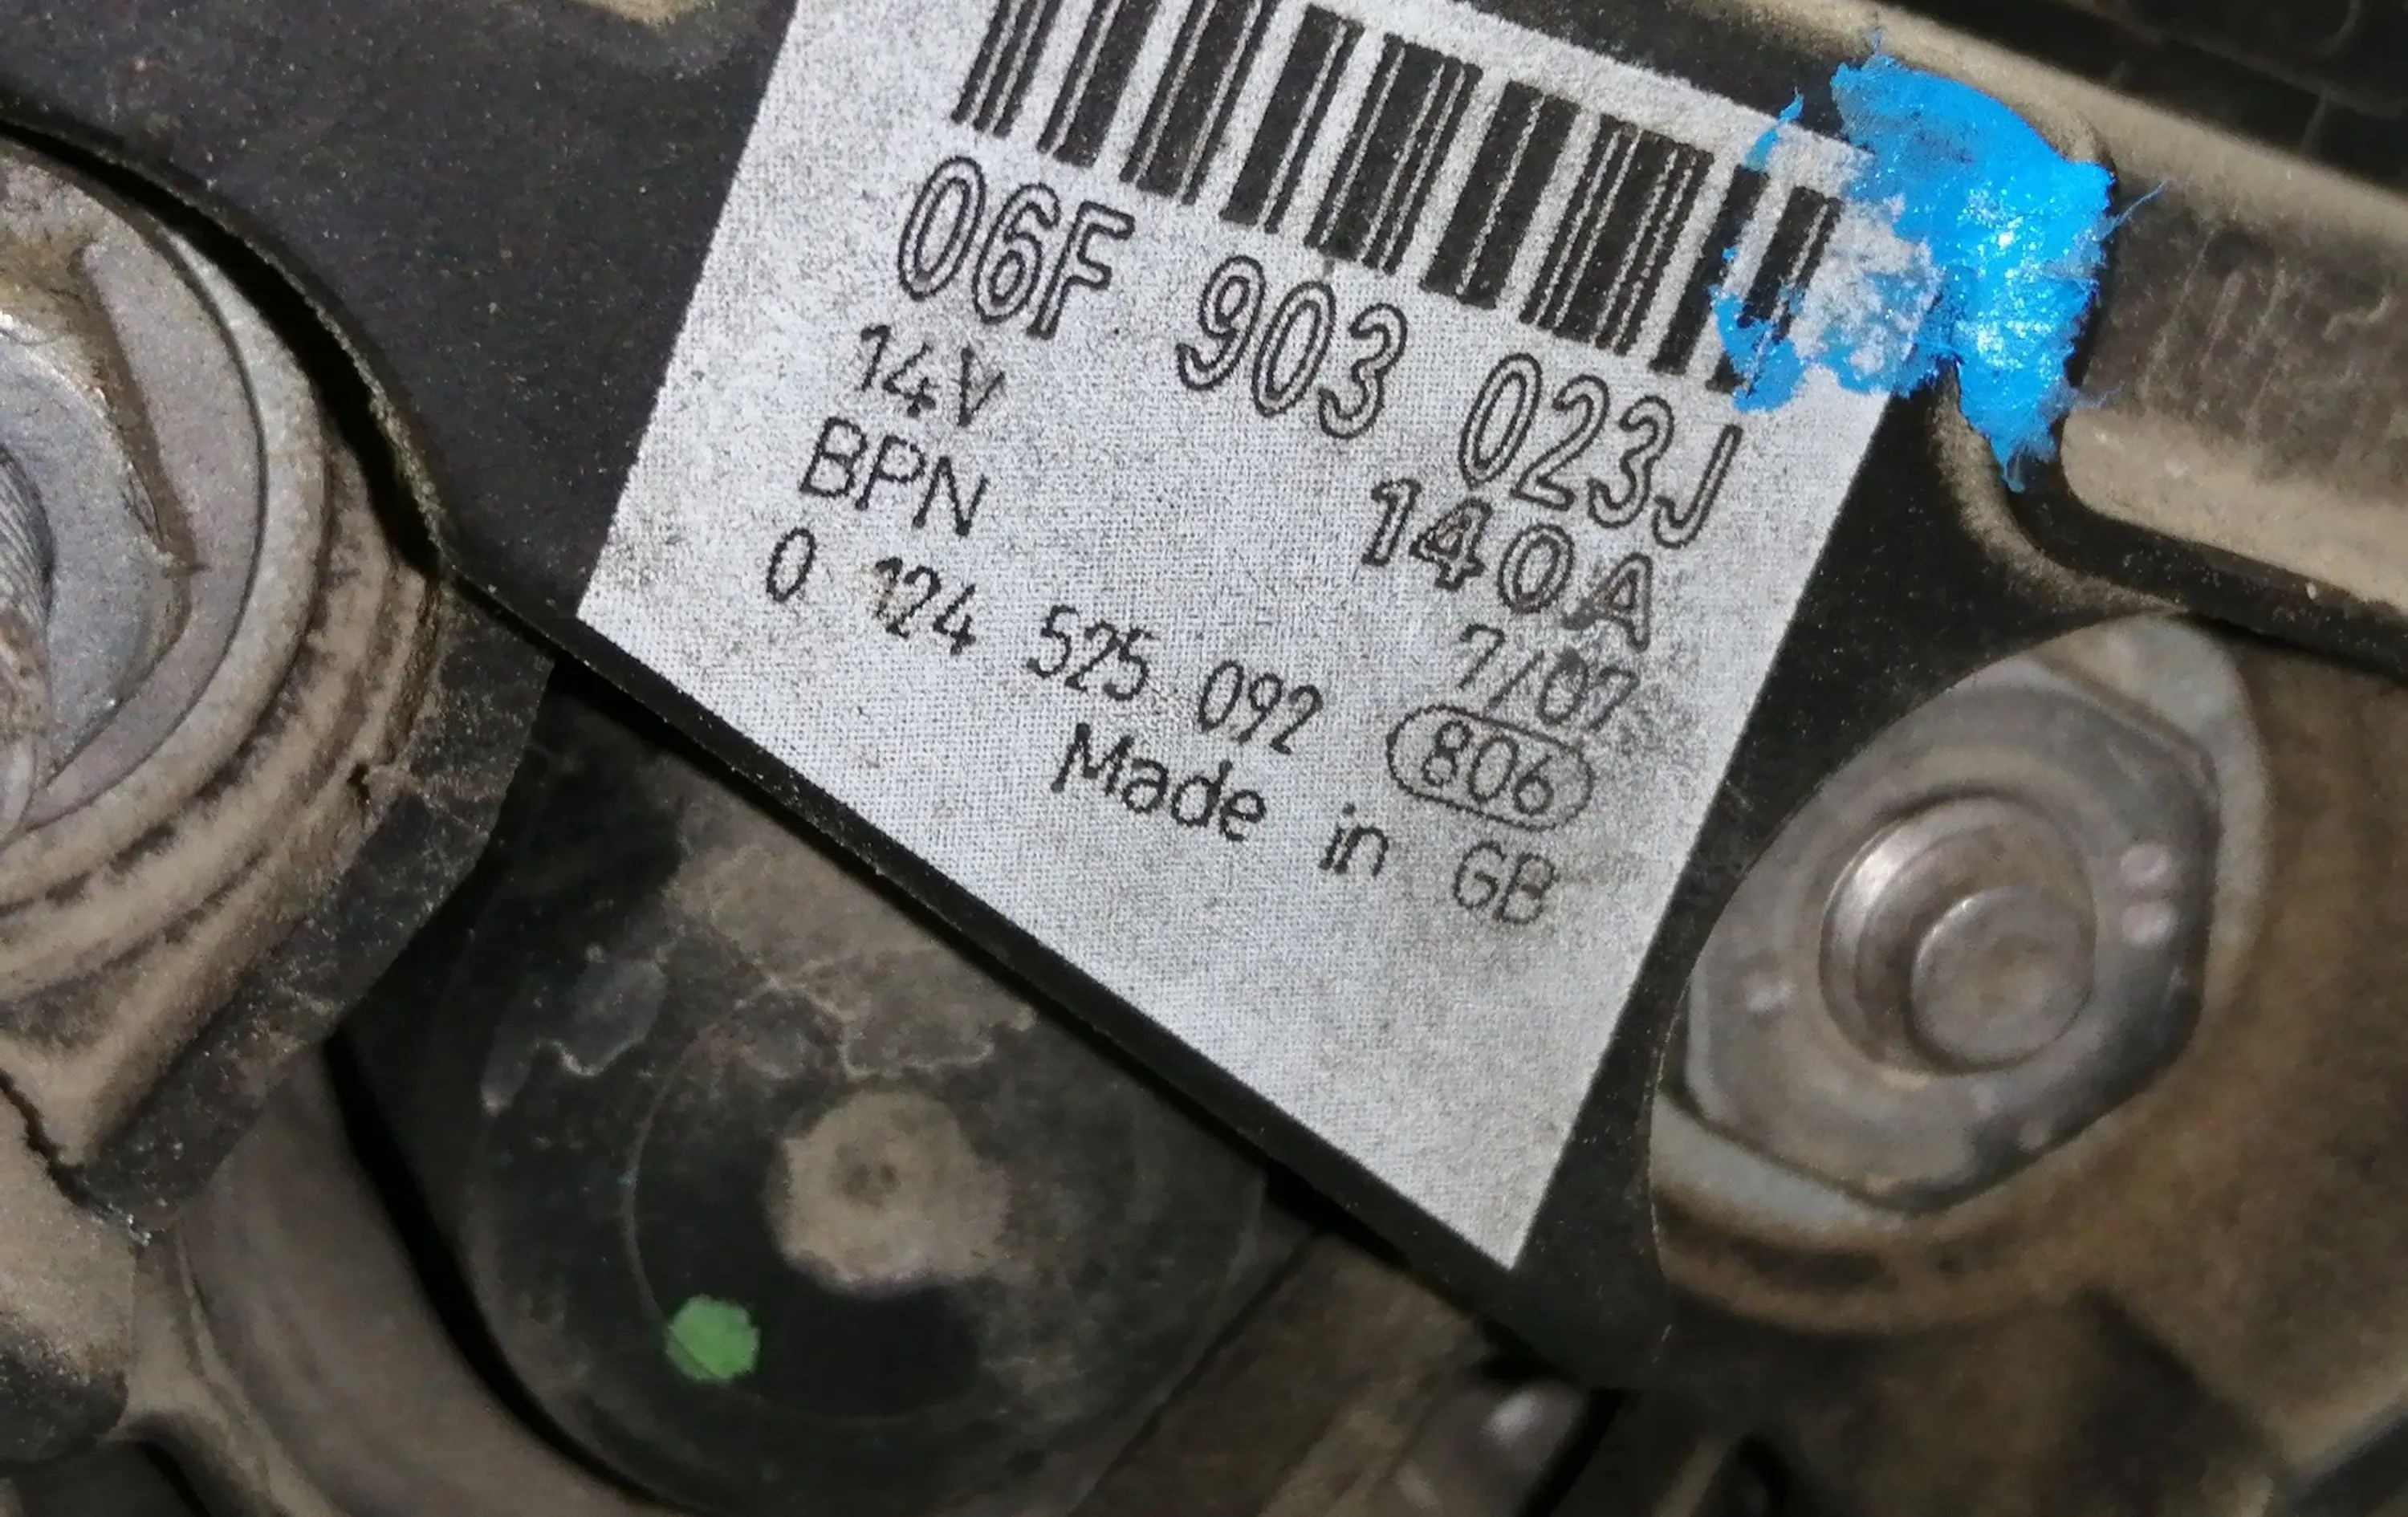 06F 903 023J
14V 140A
BPN 7/07
0 124 525 092 806
Made in GB